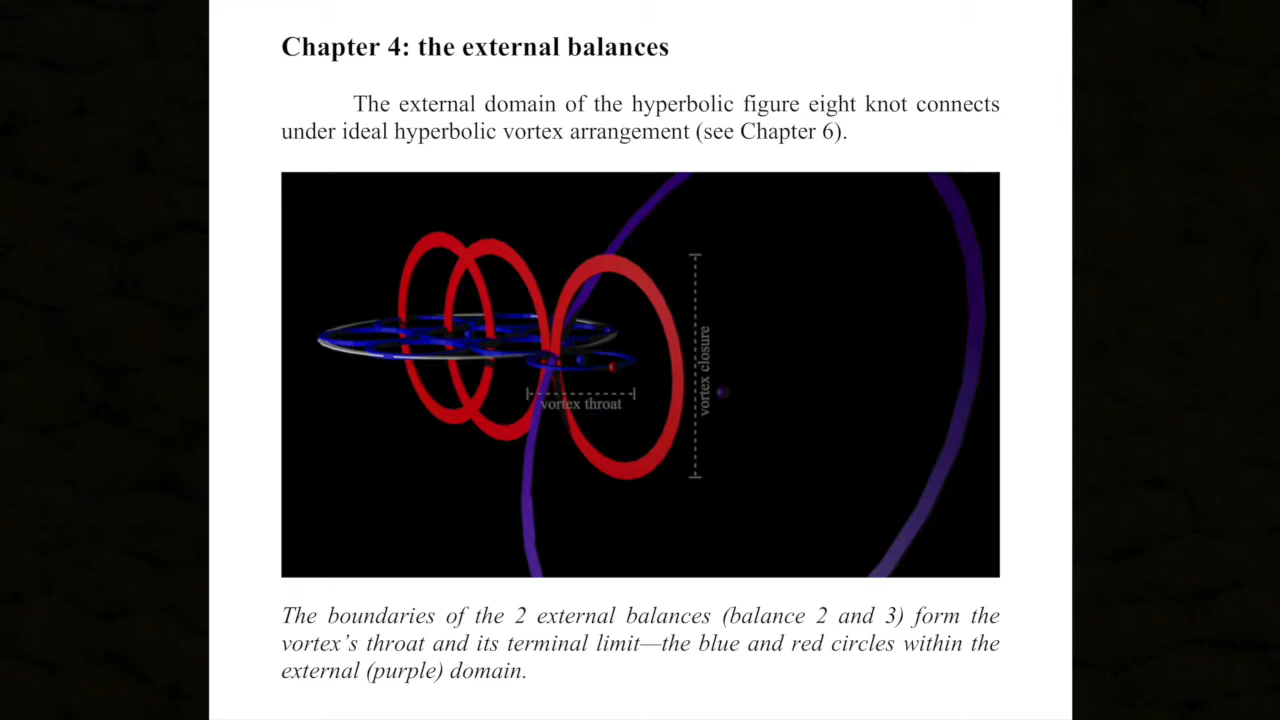 Chapter 4: the external balances
The external domain of the hyperbolic figure eight knot connects
under ideal hyperbolic vortex arrangement (see Chapter 6).
vortex closure
vortex throat
The boundaries of the 2 external balances (balance 2 and 3) form the
vortex's throat and its terminal limit—the blue and red circles within the
external (purple) domain.